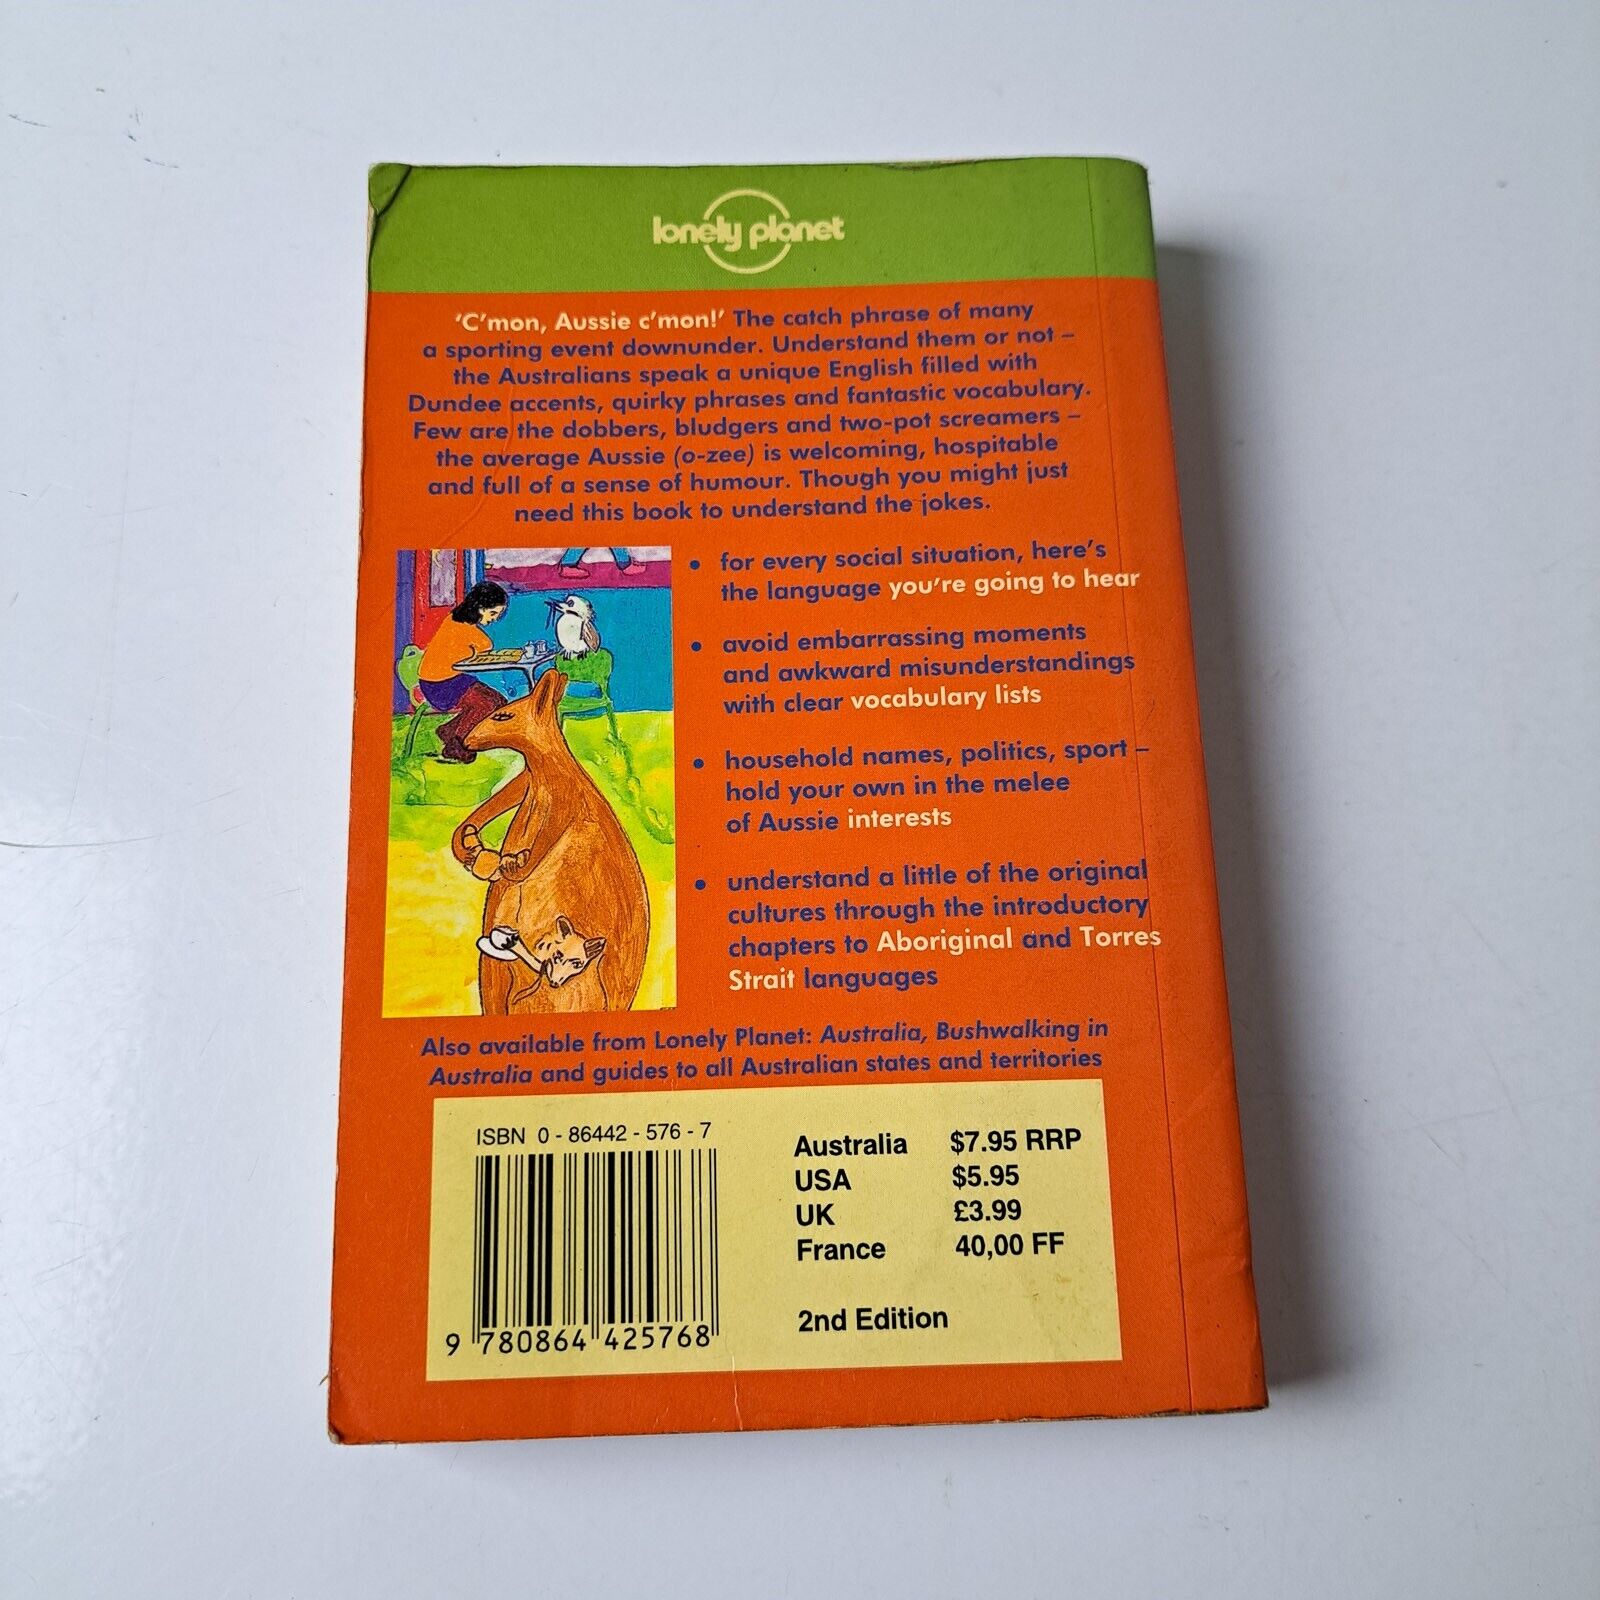 lonely planet
'C'mon, Aussie c'mon!' The catch phrase of many
a sporting event downunder. Understand them or not –
the Australians speak a unique English filled with
Dundee accents, quirky phrases and fantastic vocabulary.
Few are the dobbers, bludgers and two-pot screamers –
the average Aussie (o-zee) is welcoming, hospitable
and full of a sense of humour. Though you might just
need this book to understand the jokes.
• for every social situation, here's
the language you're going to hear
• avoid embarrassing moments
and awkward misunderstandings
with clear vocabulary lists
• household names, politics, sport –
hold your own in the melee
of Aussie interests
• understand a little of the original
cultures through the introductory
chapters to Aboriginal and Torres
Strait languages
Also available from Lonely Planet: Australia, Bushwalking in
Australia and guides to all Australian states and territories
ISBN 0 - 86442 - 576 - 7
9 780864 425768
Australia $7.95 RRP
USA $5.95
UK £3.99
France 40,00 FF
2nd Edition